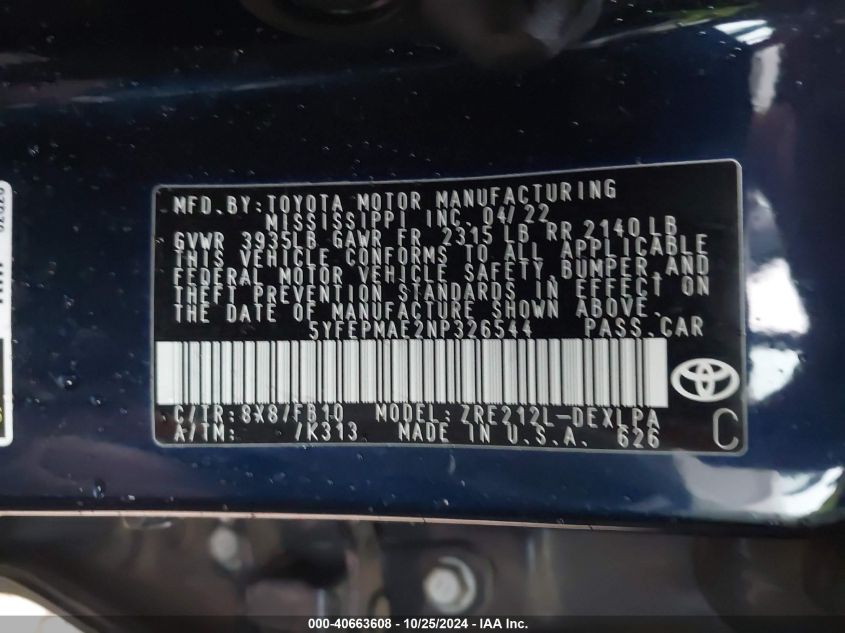 MFD.BY:TOYOTA MOTOR MANUFACTURING
MISSISSIPPI INC. 04/22
GVWR 3935LB GAWR FR 2315 LB RR 2140 LB
THIS VEHICLE CONFORMS TO ALL APPLICABLE
FEDERAL MOTOR VEHICLE SAFETY, BUMPER, AND
THEFT PREVENTION STANDARDS IN EFFECT ON
THE DATE OF MANUFACTURE SHOWN ABOVE.
5YFEPMAE2NP326544 PASS.CAR
C/TR:8X8/FB10 MODEL:ZRE212L-DEXLPA
A/TM: /K313 MADE IN U.S.A. 626
C
000-40663608 - 10/25/2024 - IAA Inc.